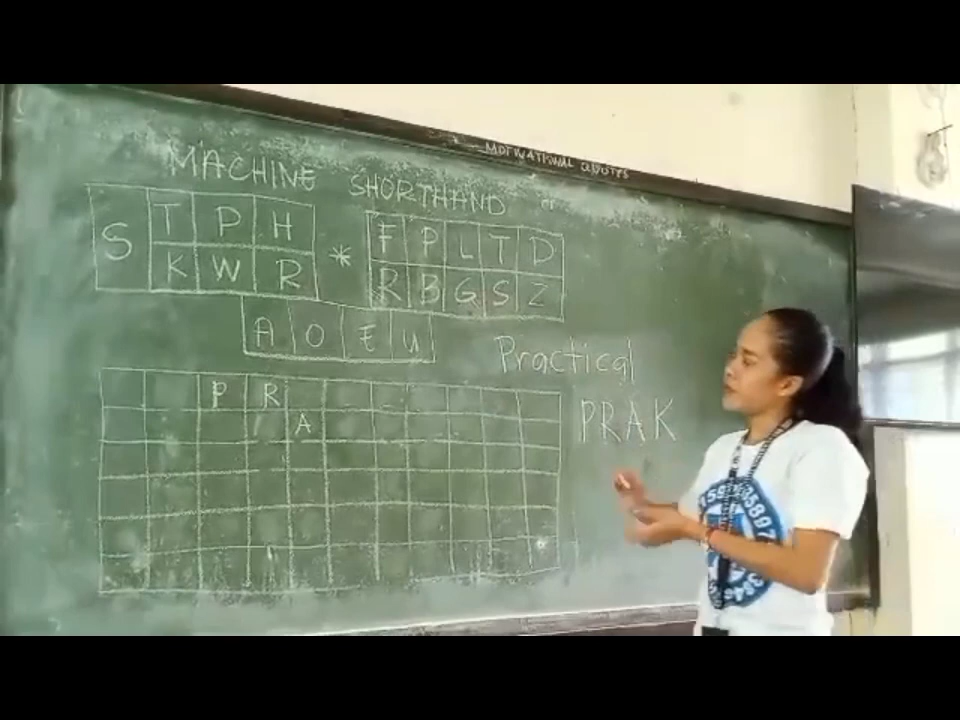 MOTIVATIONAL QUOTES
MACHINE SHORTHAND
S T P H * F P L T D
K W R R B G S Z
A O E U
Practical
P R
A
PRAK